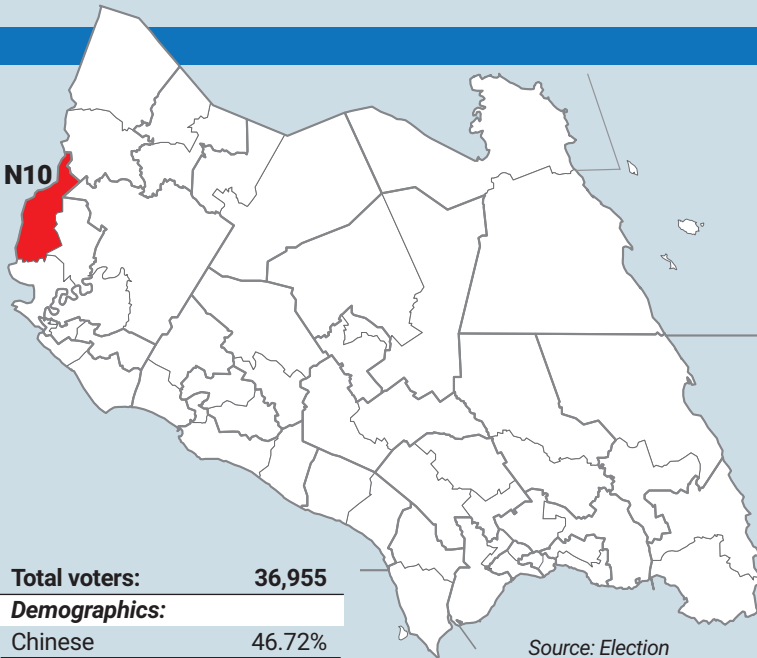 N10
Total voters: 36,955
Demographics:
Chinese 46.72%
Source: Election